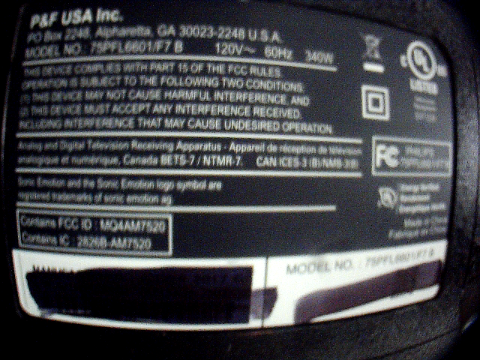 P&F USA Inc.
PO Box 2248, Alpharetta, GA 30023-2248 U.S.A.
MODEL NO.: 75PFL6601/F7 B 120V~ 60Hz 340W
THIS DEVICE COMPLIES WITH PART 15 OF THE FCC RULES.
OPERATION IS SUBJECT TO THE FOLLOWING TWO CONDITIONS:
(1) THIS DEVICE MAY NOT CAUSE HARMFUL INTERFERENCE, AND
(2) THIS DEVICE MUST ACCEPT ANY INTERFERENCE RECEIVED,
INCLUDING INTERFERENCE THAT MAY CAUSE UNDESIRED OPERATION.
Analog and Digital Television Receiving Apparatus - Appareil de réception de télévision
analogique et numérique, Canada BETS-7 / NTMR-7. CAN ICES-3 (B)/NMB-3(B)
Sonic Emotion and the Sonic Emotion logo symbol are
registered trademarks of sonic emotion ag
Contains FCC ID : MQ4AM7520
Contains IC : 2826B-AM7520
UL
LISTED
FC
Made in China
Fabriqué en Chine
MODEL NO. : 75PFL6601/F7 B